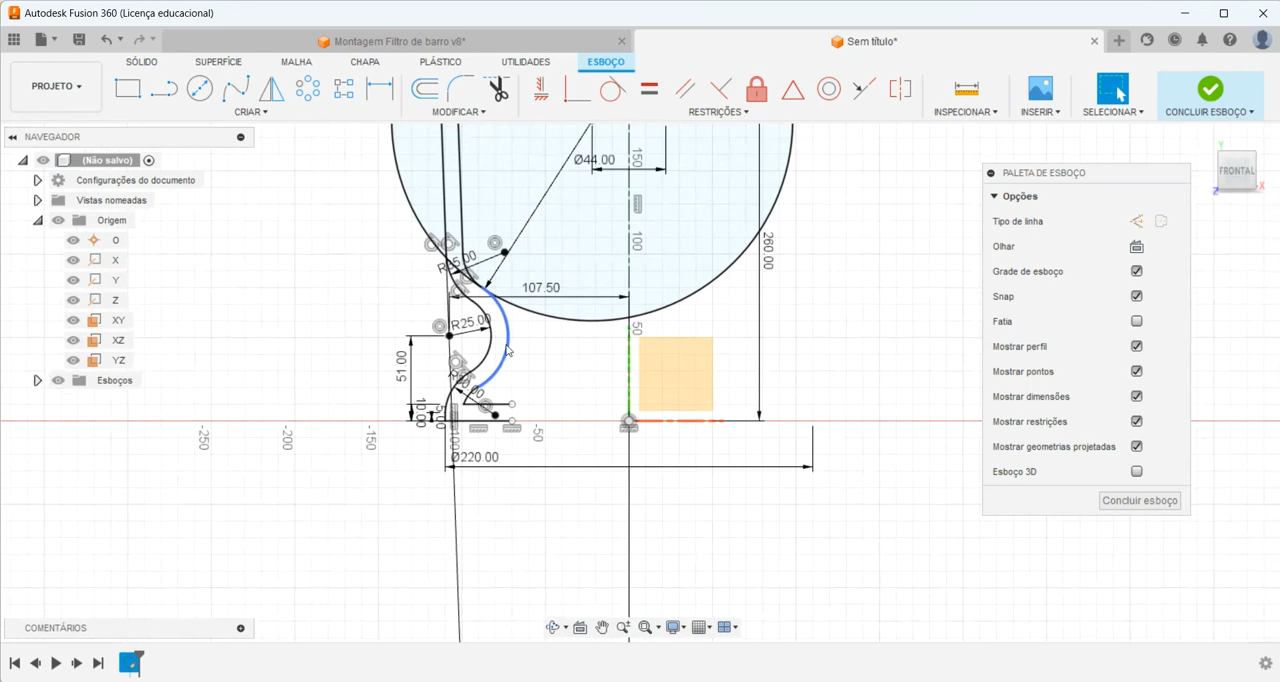 Autodesk Fusion 360 (Licença educacional)
Montagem Filtro de barro v8*
Sem título*
PROJETO
SÓLIDO
SUPERFÍCIE
MALHA
CHAPA
PLÁSTICO
UTILIDADES
ESBOÇO
CRIAR
MODIFICAR
RESTRIÇÕES
INSPECIONAR
INSERIR
SELECIONAR
CONCLUIR ESBOÇO
NAVEGADOR
(Não salvo)
Configurações do documento
Vistas nomeadas
Origem
O
X
Y
Z
XY
XZ
YZ
Esboços
Ø44.00
150
100
260.00
107.50
50
R25.00
51.00
10.00
5.00
-250
-200
-150
-100
-50
Ø220.00
Y
FRONTAL
X
Z
PALETA DE ESBOÇO
Opções
Tipo de linha
Olhar
Grade de esboço
Snap
Fatia
Mostrar perfil
Mostrar pontos
Mostrar dimensões
Mostrar restrições
Mostrar geometrias projetadas
Esboço 3D
Concluir esboço
COMENTÁRIOS